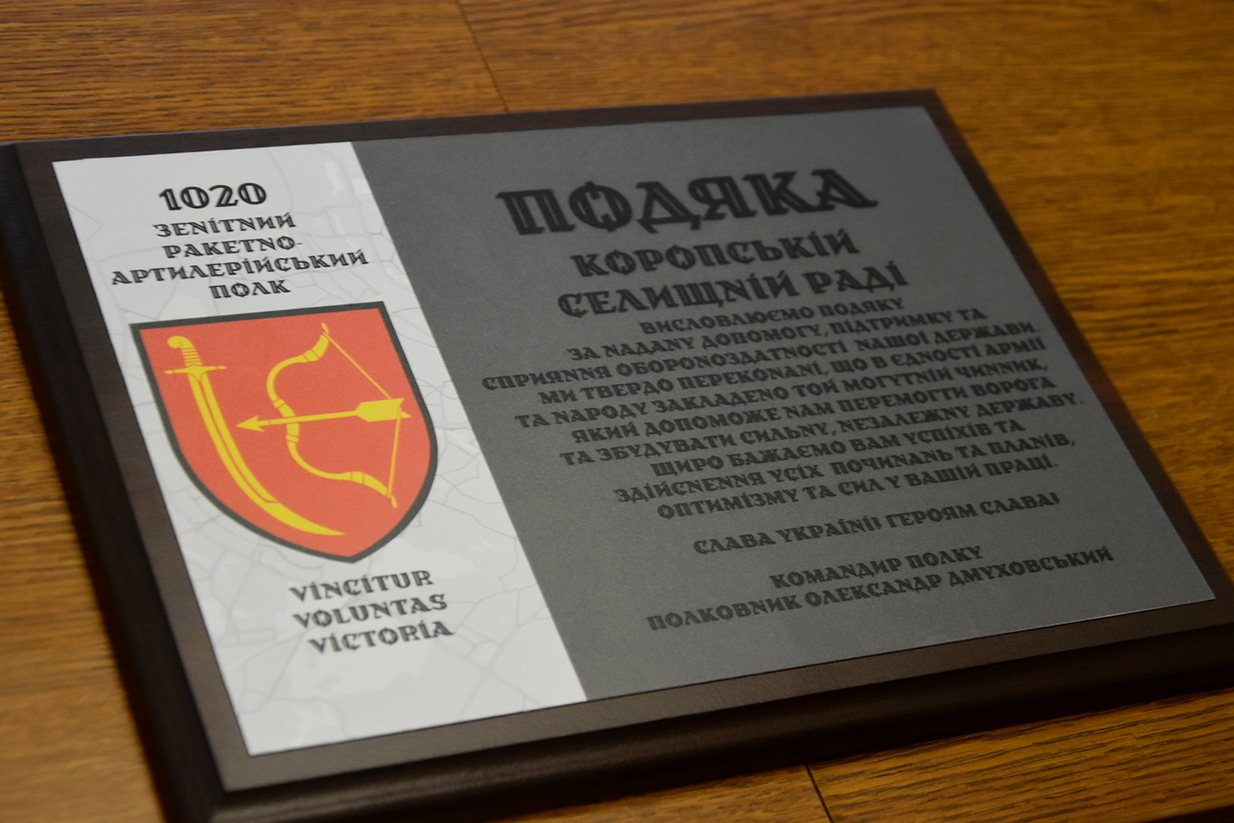 1020
ЗЕНІТНИЙ
РАКЕТНО-
АРТИЛЕРІЙСЬКИЙ
ПОЛК
VINCITUR
VOLUNTAS
VICTORIA
ПОДЯКА
КОРОПСЬКІЙ
СЕЛИЩНІЙ РАДІ
ВИСЛОВЛЮЄМО ПОДЯКУ
ЗА НАДАНУ ДОПОМОГУ, ПІДТРИМКУ ТА
СПРИЯННЯ ОБОРОНОЗДАТНОСТІ НАШОЇ ДЕРЖАВИ.
МИ ТВЕРДО ПЕРЕКОНАНІ, ЩО В ЄДНОСТІ АРМІЇ
ТА НАРОДУ ЗАКЛАДЕНО ТОЙ МОГУТНІЙ ЧИННИК,
ЯКИЙ ДОПОМОЖЕ НАМ ПЕРЕМОГТИ ВОРОГА
ТА ЗБУДУВАТИ СИЛЬНУ, НЕЗАЛЕЖНУ ДЕРЖАВУ.
ЩИРО БАЖАЄМО ВАМ УСПІХІВ ТА
ЗДІЙСНЕННЯ УСІХ ПОЧИНАНЬ ТА ПЛАНІВ,
ОПТИМІЗМУ ТА СИЛ У ВАШІЙ ПРАЦІ.
СЛАВА УКРАЇНІ! ГЕРОЯМ СЛАВА!
КОМАНДИР ПОЛКУ
ПОЛКОВНИК ОЛЕКСАНДР ДМУХОВСЬКИЙ